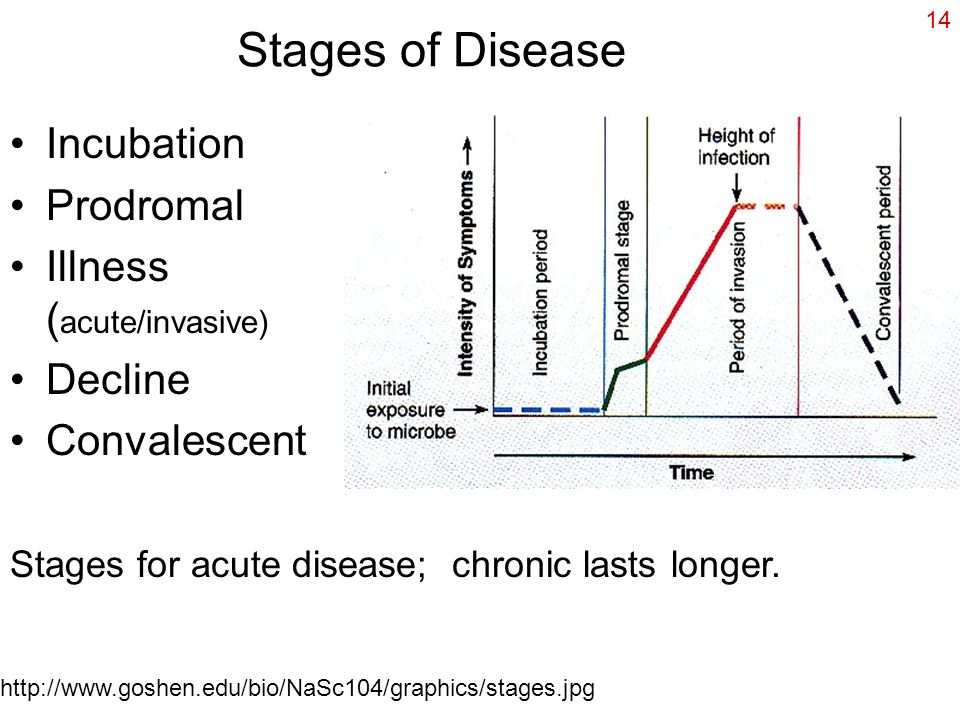 14
Stages of Disease
• Incubation
• Prodromal
• Illness
(acute/invasive)
• Decline
• Convalescent
Intensity of Symptoms
Incubation period
Prodromal stage
Height of
infection
Period of invasion
Convalescent period
Initial
exposure
to microbe
Time
Stages for acute disease; chronic lasts longer.
http://www.goshen.edu/bio/NaSc104/graphics/stages.jpg